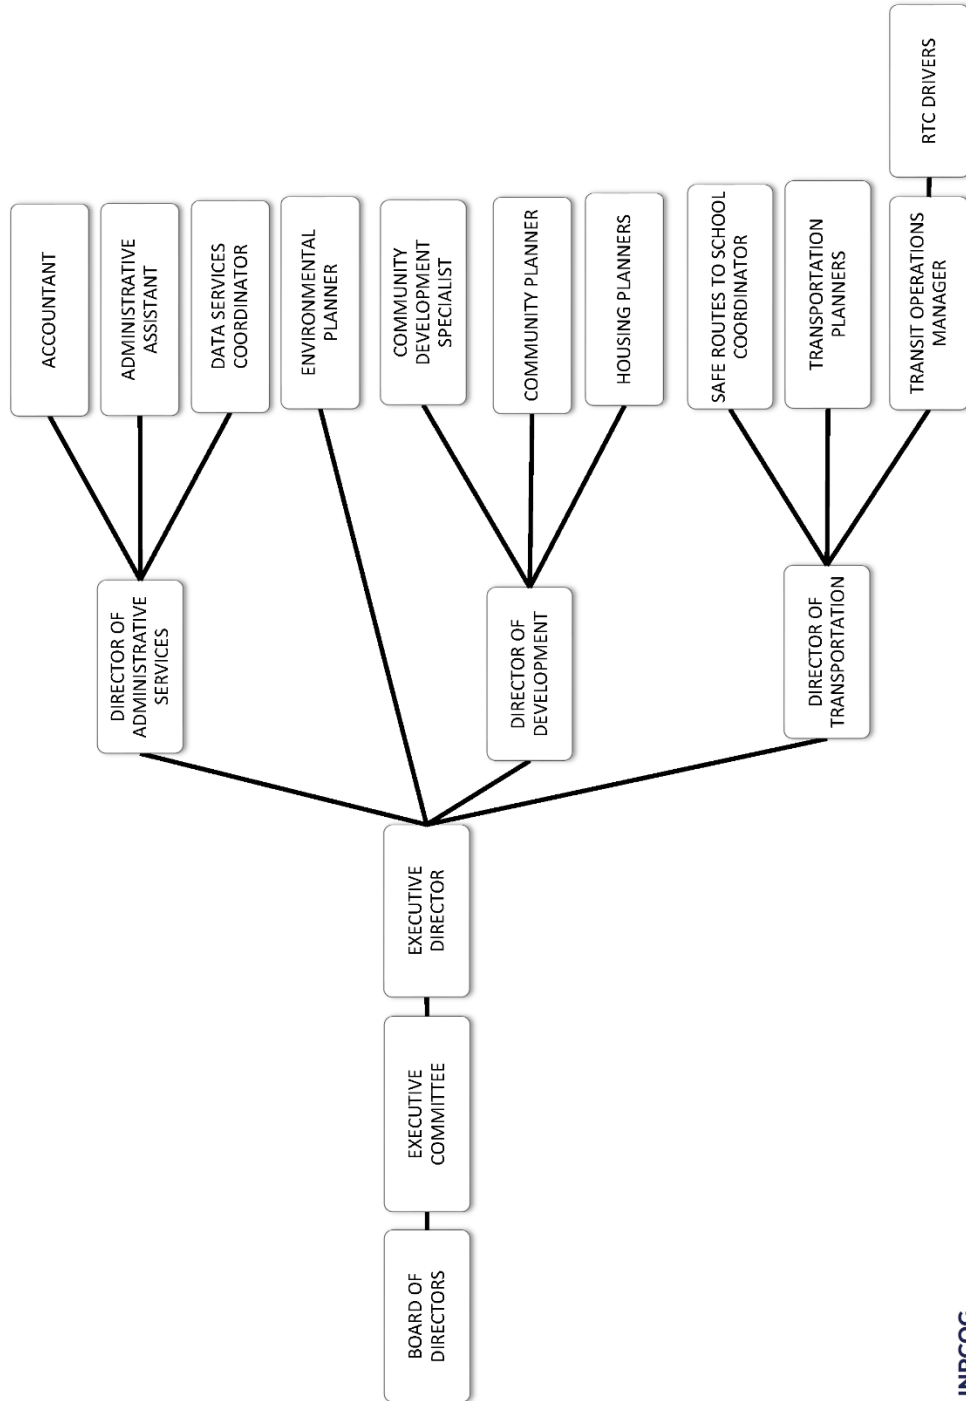 BOARD OF
DIRECTORS
EXECUTIVE
COMMITTEE
EXECUTIVE
DIRECTOR
DIRECTOR OF
ADMINISTRATIVE
SERVICES
DIRECTOR OF
DEVELOPMENT
DIRECTOR OF
TRANSPORTATION
ACCOUNTANT
ADMINISTRATIVE
ASSISTANT
DATA SERVICES
COORDINATOR
ENVIRONMENTAL
PLANNER
COMMUNITY
DEVELOPMENT
SPECIALIST
COMMUNITY PLANNER
HOUSING PLANNERS
SAFE ROUTES TO SCHOOL
COORDINATOR
TRANSPORTATION
PLANNERS
TRANSIT OPERATIONS
MANAGER
RTC DRIVERS